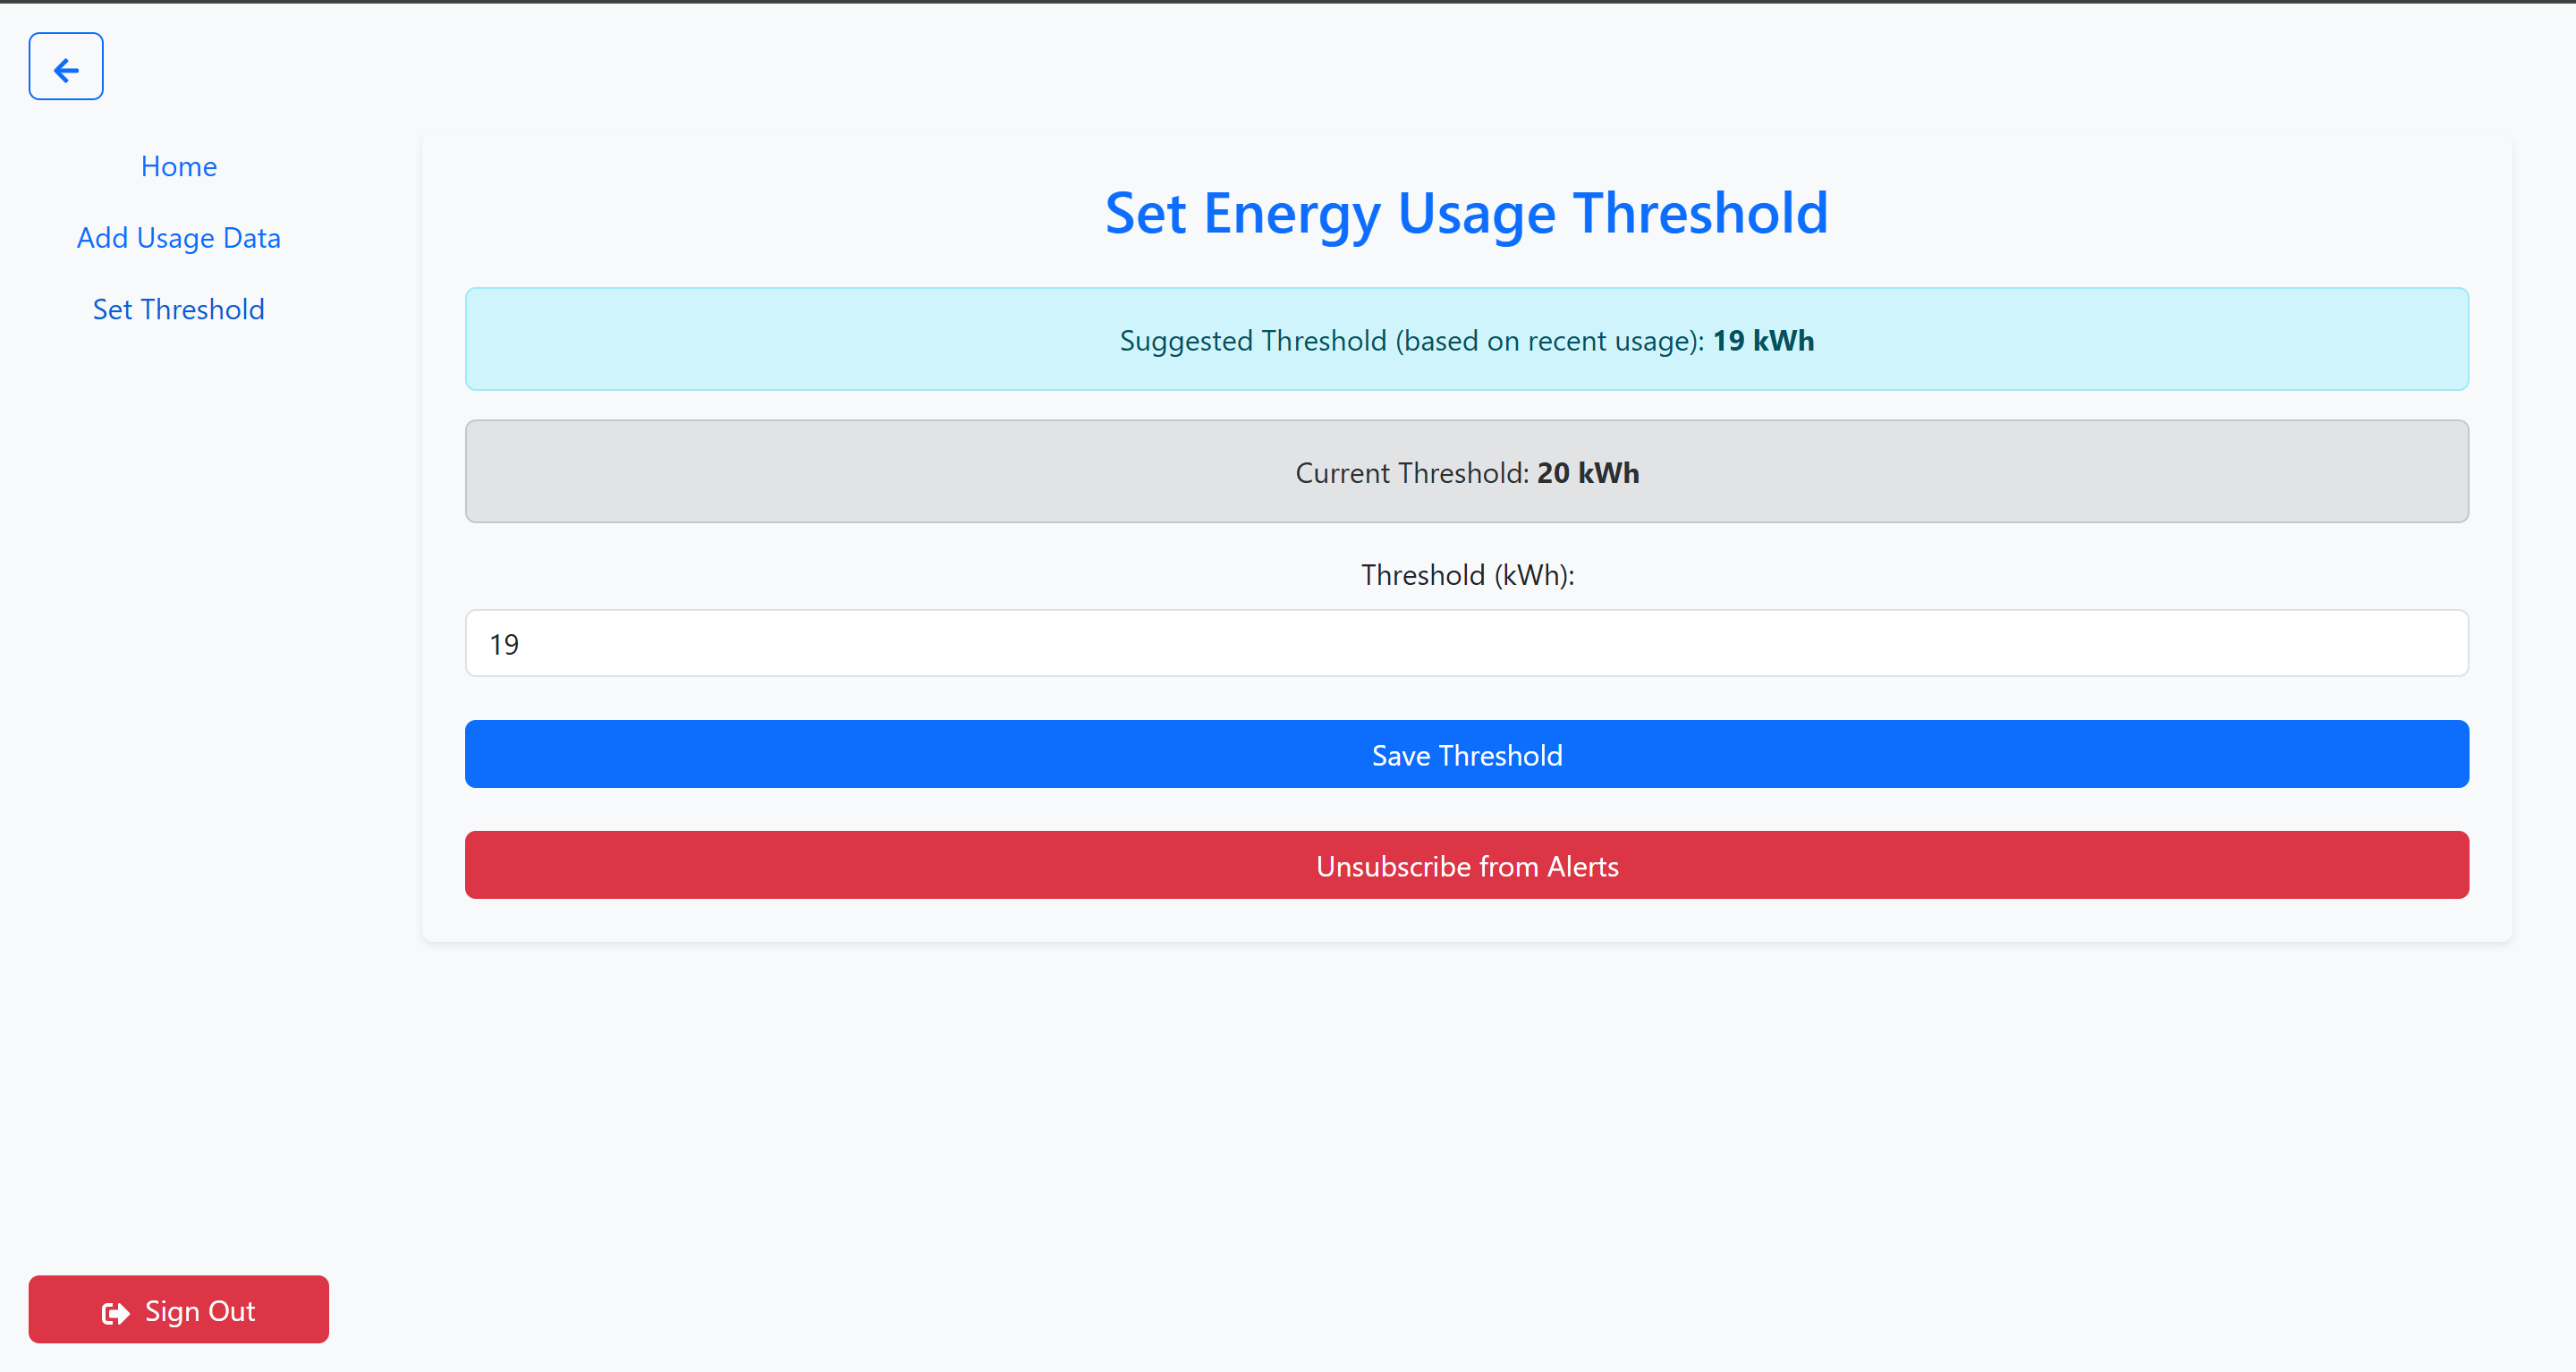 Home
Add Usage Data
Set Threshold
Set Energy Usage Threshold
Suggested Threshold (based on recent usage): 19 kWh
Current Threshold: 20 kWh
Threshold (kWh):
19
Save Threshold
Unsubscribe from Alerts
Sign Out